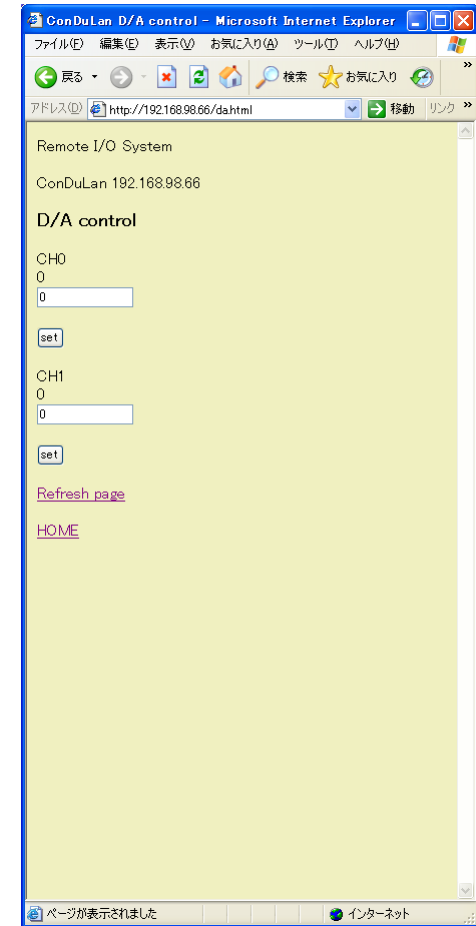 ConDuLan D/A control - Microsoft Internet Explorer
ファイル(F) 編集(E) 表示(V) お気に入り(A) ツール(T) ヘルプ(H)
戻る 検索 お気に入り »
アドレス(D) http://192.168.98.66/da.html 移動 リンク »
Remote I/O System
ConDuLan 192.168.98.66
D/A control
CH0
0
0
set
CH1
0
0
set
Refresh page
HOME
ページが表示されました インターネット